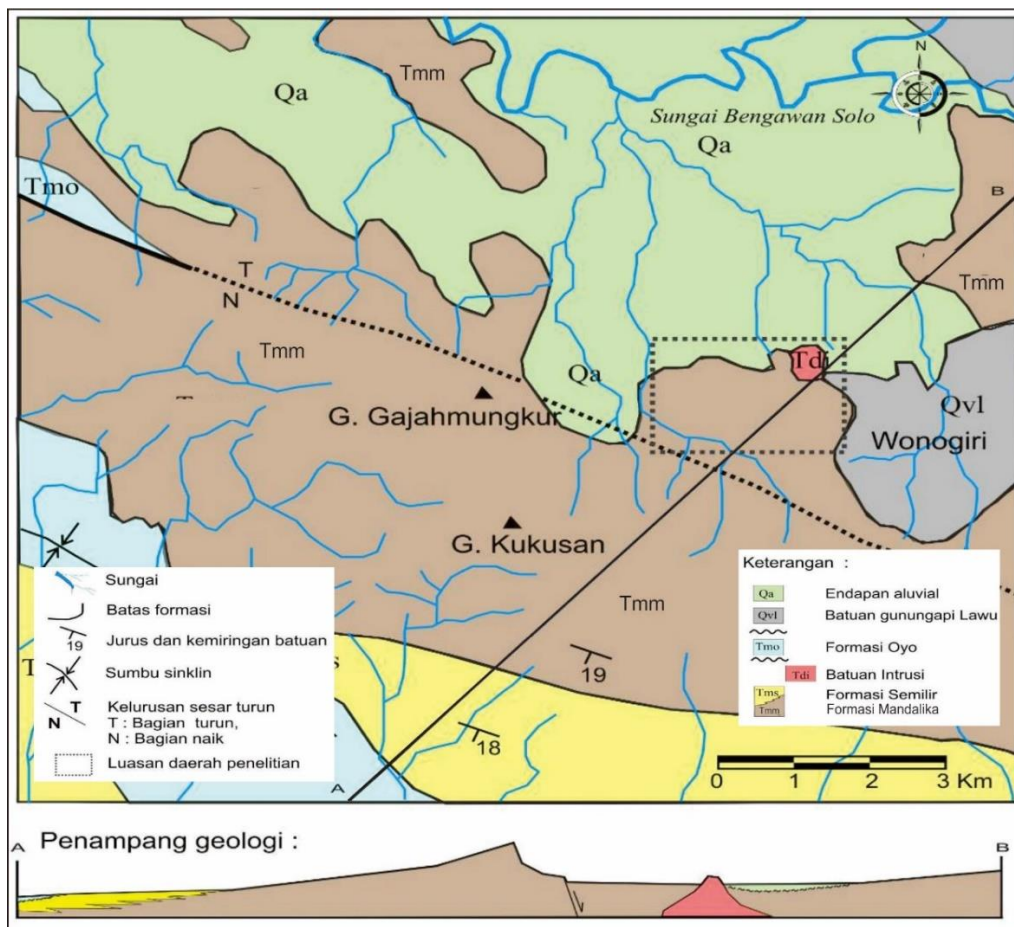 Tmm
Qa
N
Sungai Bengawan Solo
Qa
Tmo
B
T
N
Tmm
Tmm
Qa
Tdi
G. Gajahmungkur
Qvl
Wonogiri
G. Kukusan
Tmm
19
18
A
T
s
Sungai
Batas formasi
19
Jurus dan kemiringan batuan
Sumbu sinklin
T
N
Kelurusan sesar turun
T : Bagian turun,
N : Bagian naik
Luasan daerah penelitian
Keterangan :
Qa Endapan aluvial
Qvl Batuan gunungapi Lawu
Tmo Formasi Oyo
Tdi Batuan Intrusi
Tms Formasi Semilir
Tmm Formasi Mandalika
0 1 2 3 Km
Penampang geologi :
A
B